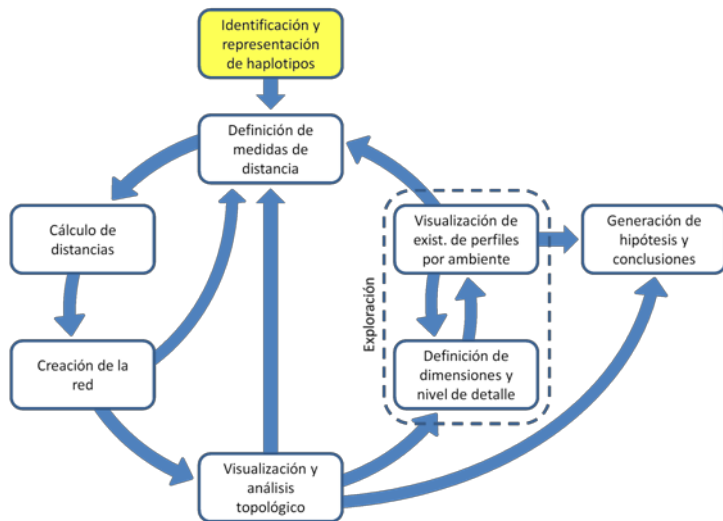 Identificación y
representación
de haplotipos
Definición de
medidas de
distancia
Cálculo de
distancias
Visualización de
exist. de perfiles
por ambiente
Generación de
hipótesis y
conclusiones
Exploración
Creación de la
red
Definición de
dimensiones y
nivel de detalle
Visualización y
análisis
topológico